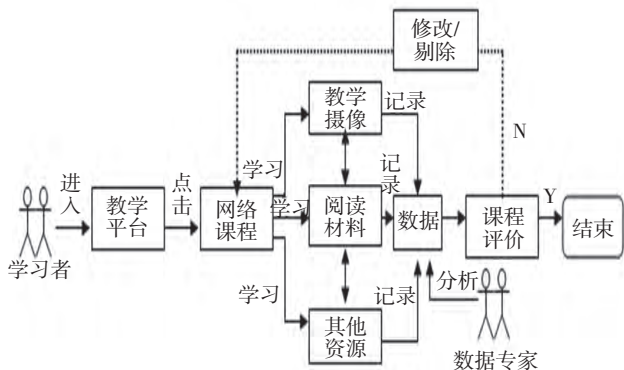 修改/
剔除
教学
摄像
记录
N
学习
记
录
进
入
教学
平台
点
击
网络
课程
学习
阅读
材料
数据
课程
评价
Y
结束
学习者
学习
记录
分析
其他
资源
数据专家